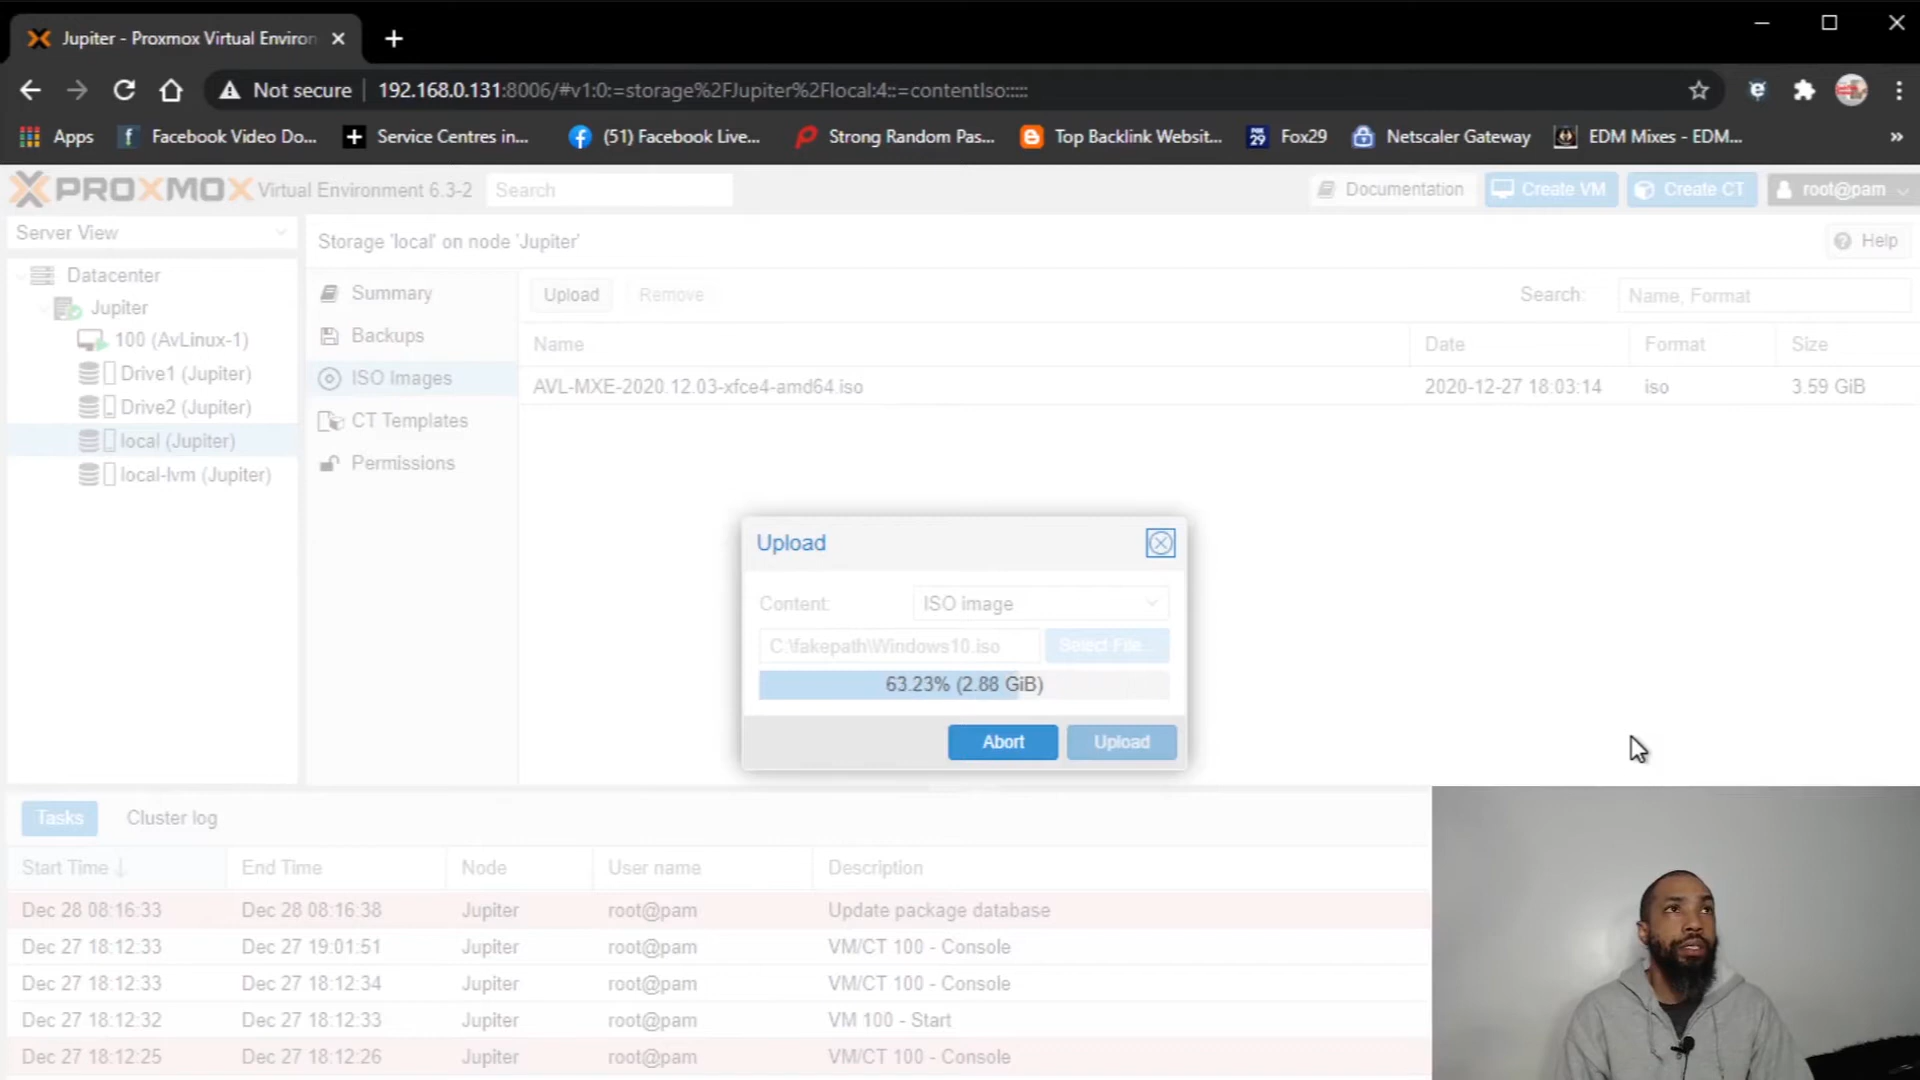 Jupiter - Proxmox Virtual Environ
Not secure 192.168.0.131:8006/#v1:0:=storage%2FJupiter%2Flocal:4::=contentIso:::::
Apps Facebook Video Do... Service Centres in... (51) Facebook Live... Strong Random Pas... Top Backlink Websit... FOX 29 Fox29 Netscaler Gateway EDM Mixes - EDM... »
PROXMOX Virtual Environment 6.3-2 Search Documentation Create VM Create CT root@pam
Server View
Storage 'local' on node 'Jupiter' Help
Datacenter
Jupiter
100 (AvLinux-1)
Drive1 (Jupiter)
Drive2 (Jupiter)
local (Jupiter)
local-lvm (Jupiter)
Summary
Backups
ISO Images
CT Templates
Permissions
Upload Remove Search: Name, Format
Name Date Format Size
AVL-MXE-2020.12.03-xfce4-amd64.iso 2020-12-27 18:03:14 iso 3.59 GiB
Upload
Content: ISO image
C:\fakepath\Windows10.iso Select File...
63.23% (2.88 GiB)
Abort Upload
Tasks Cluster log
Start Time ↓ End Time Node User name Description
Dec 28 08:16:33 Dec 28 08:16:38 Jupiter root@pam Update package database
Dec 27 18:12:33 Dec 27 19:01:51 Jupiter root@pam VM/CT 100 - Console
Dec 27 18:12:33 Dec 27 18:12:34 Jupiter root@pam VM/CT 100 - Console
Dec 27 18:12:32 Dec 27 18:12:33 Jupiter root@pam VM 100 - Start
Dec 27 18:12:25 Dec 27 18:12:26 Jupiter root@pam VM/CT 100 - Console